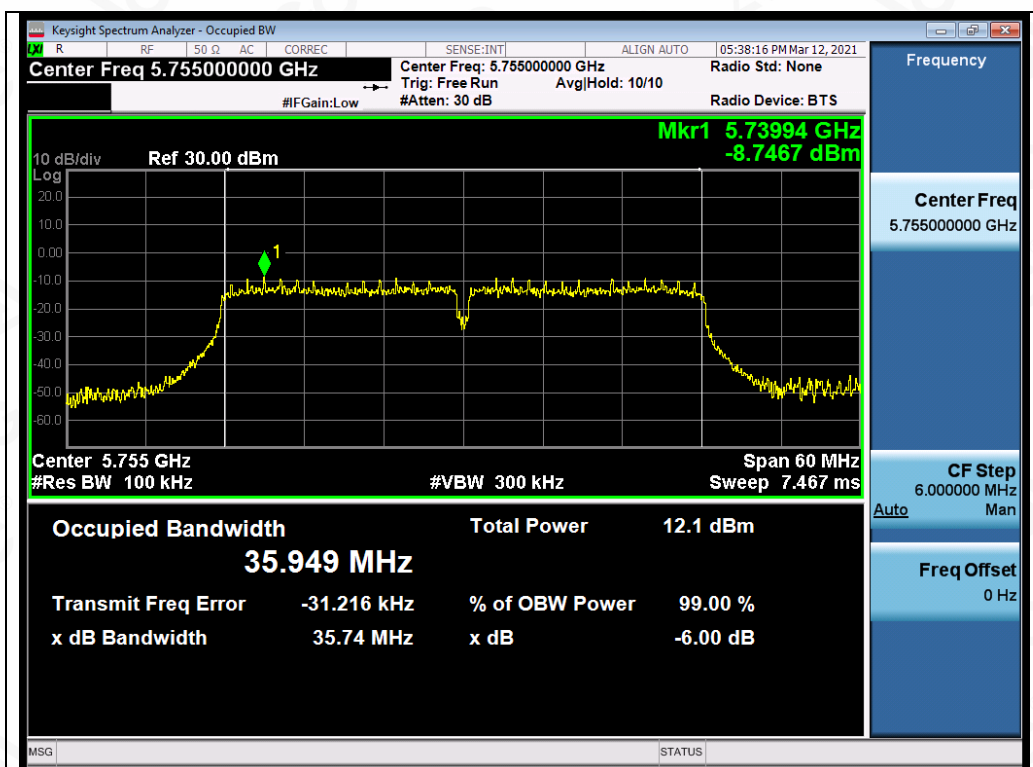 Keysight Spectrum Analyzer - Occupied BW
LXI R RF 50 Ω AC CORREC SENSE:INT ALIGN AUTO 05:38:16 PM Mar 12, 2021
Center Freq 5.755000000 GHz
Center Freq: 5.755000000 GHz
Radio Std: None
Trig: Free Run Avg|Hold: 10/10
#IFGain:Low
#Atten: 30 dB
Radio Device: BTS
Mkr1 5.73994 GHz
-8.7467 dBm
10 dB/div Ref 30.00 dBm
Log
20.0
10.0
0.00
-10.0
-20.0
-30.0
-40.0
-50.0
-60.0
1
Center 5.755 GHz Span 60 MHz
#Res BW 100 kHz #VBW 300 kHz Sweep 7.467 ms
Occupied Bandwidth Total Power 12.1 dBm
35.949 MHz
Transmit Freq Error -31.216 kHz % of OBW Power 99.00 %
x dB Bandwidth 35.74 MHz x dB -6.00 dB
MSG STATUS
Frequency
Center Freq
5.755000000 GHz
CF Step
6.000000 MHz
Auto Man
Freq Offset
0 Hz